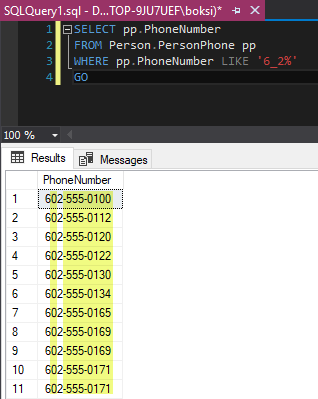 SQLQuery1.sql - D...TOP-9JU7UEF\boksi)*
1 SELECT pp.PhoneNumber
2 FROM Person.PersonPhone pp
3 WHERE pp.PhoneNumber LIKE '6_2%'
4 GO
100 %
Results Messages
PhoneNumber
1 602-555-0100
2 602-555-0112
3 602-555-0120
4 602-555-0122
5 602-555-0130
6 602-555-0134
7 602-555-0165
8 602-555-0169
9 602-555-0169
10 602-555-0171
11 602-555-0171